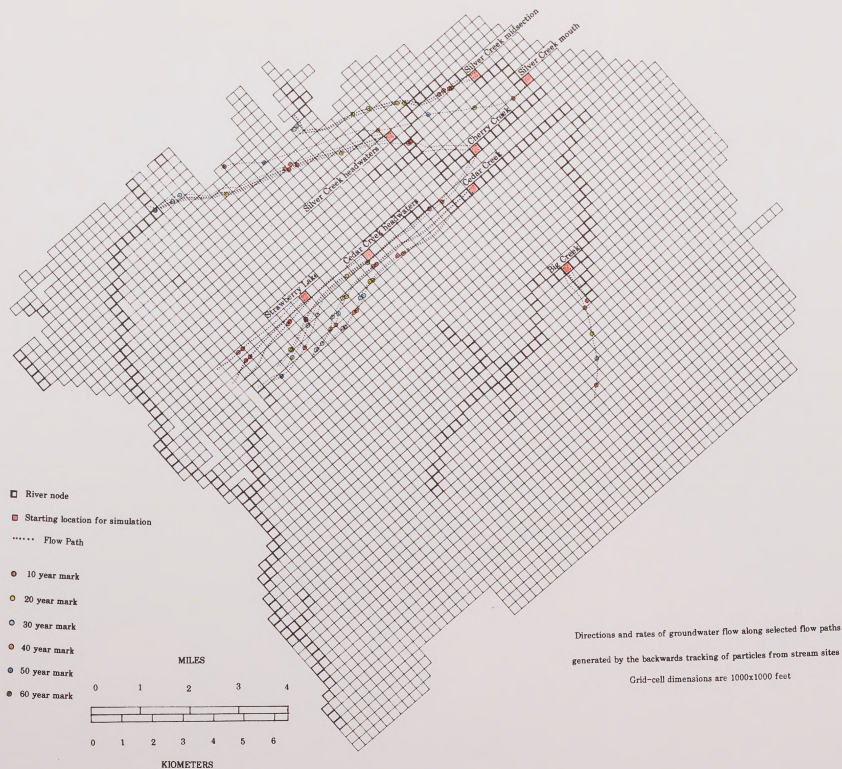 Silver Creek midsection
Silver Creek mouth
Cherry Creek
Silver Creek headwaters
Cedar Creek
Cedar Creek headwaters
Big Creek
Strawberry Lake
River node
Starting location for simulation
Flow Path
10 year mark
20 year mark
30 year mark
40 year mark
50 year mark
60 year mark
MILES
0 1 2 3 4
0 1 2 3 4 5 6
KIOMETERS
Directions and rates of groundwater flow along selected flow paths
generated by the backwards tracking of particles from stream sites
Grid-cell dimensions are 1000x1000 feet